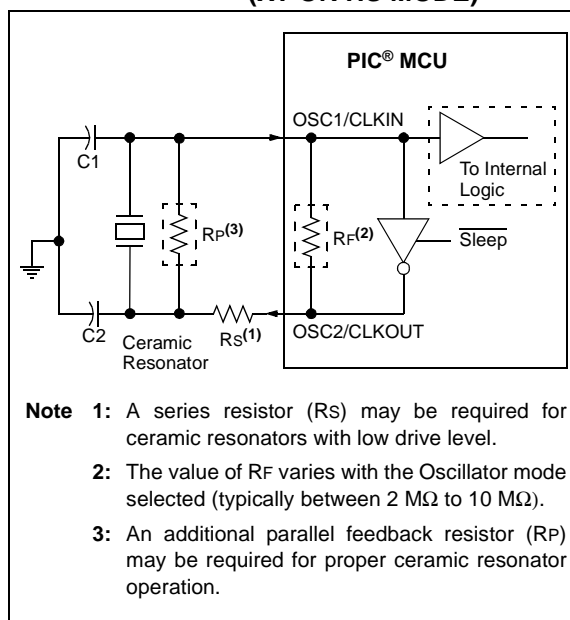 (XT OR HS MODE)
PIC® MCU
OSC1/CLKIN
C1
To Internal
Logic
RP(3)
RF(2)
Sleep
C2
Ceramic
Resonator
RS(1)
OSC2/CLKOUT
Note 1: A series resistor (RS) may be required for
ceramic resonators with low drive level.
2: The value of RF varies with the Oscillator mode
selected (typically between 2 MΩ to 10 MΩ).
3: An additional parallel feedback resistor (RP)
may be required for proper ceramic resonator
operation.